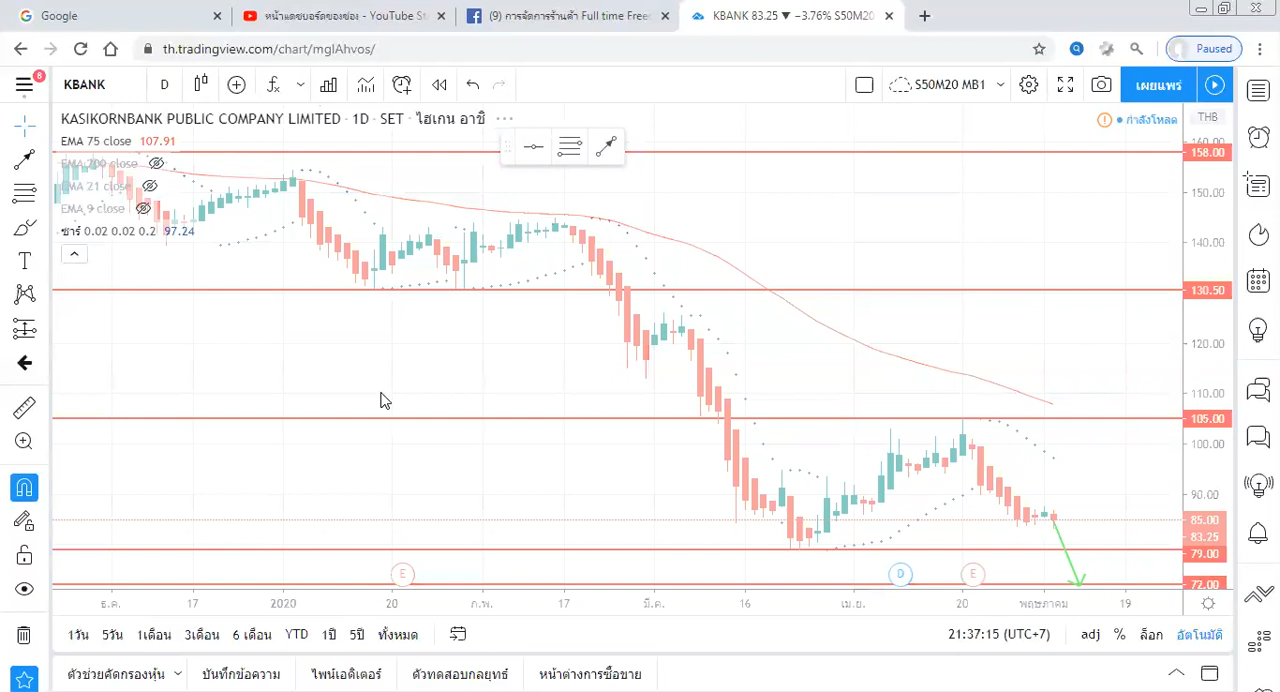 Google
หน้าแดชบอร์ดของช่อง - YouTube S
(9) การจัดการร้านค้า Full time Free
KBANK 83.25 ▼ −3.76% S50M20
th.tradingview.com/chart/mglAhvos/
Paused
6
KBANK
D
S50M20 MB1
เผยแพร่
KASIKORNBANK PUBLIC COMPANY LIMITED · 1D · SET · ไฮเกน อาชิ
กำลังโหลด
THB
EMA 75 close 107.91
EMA 200 close
EMA 21 close
EMA 9 close
ซาร์ 0.02 0.02 0.2 97.24
160.00
158.00
150.00
140.00
130.50
120.00
110.00
105.00
100.00
90.00
85.00
83.25
79.00
72.00
E
D
E
ธ.ค.
17
2020
20
ก.พ.
17
มี.ค.
16
เม.ย.
20
พฤษภาคม
19
1วัน 5วัน 1เดือน 3เดือน 6 เดือน YTD 1ปี 5ปี ทั้งหมด
21:37:15 (UTC+7)
adj % ล็อก อัตโนมัติ
ตัวช่วยคัดกรองหุ้น
บันทึกข้อความ
ไพน์เอดิเตอร์
ตัวทดสอบกลยุทธ์
หน้าต่างการซื้อขาย